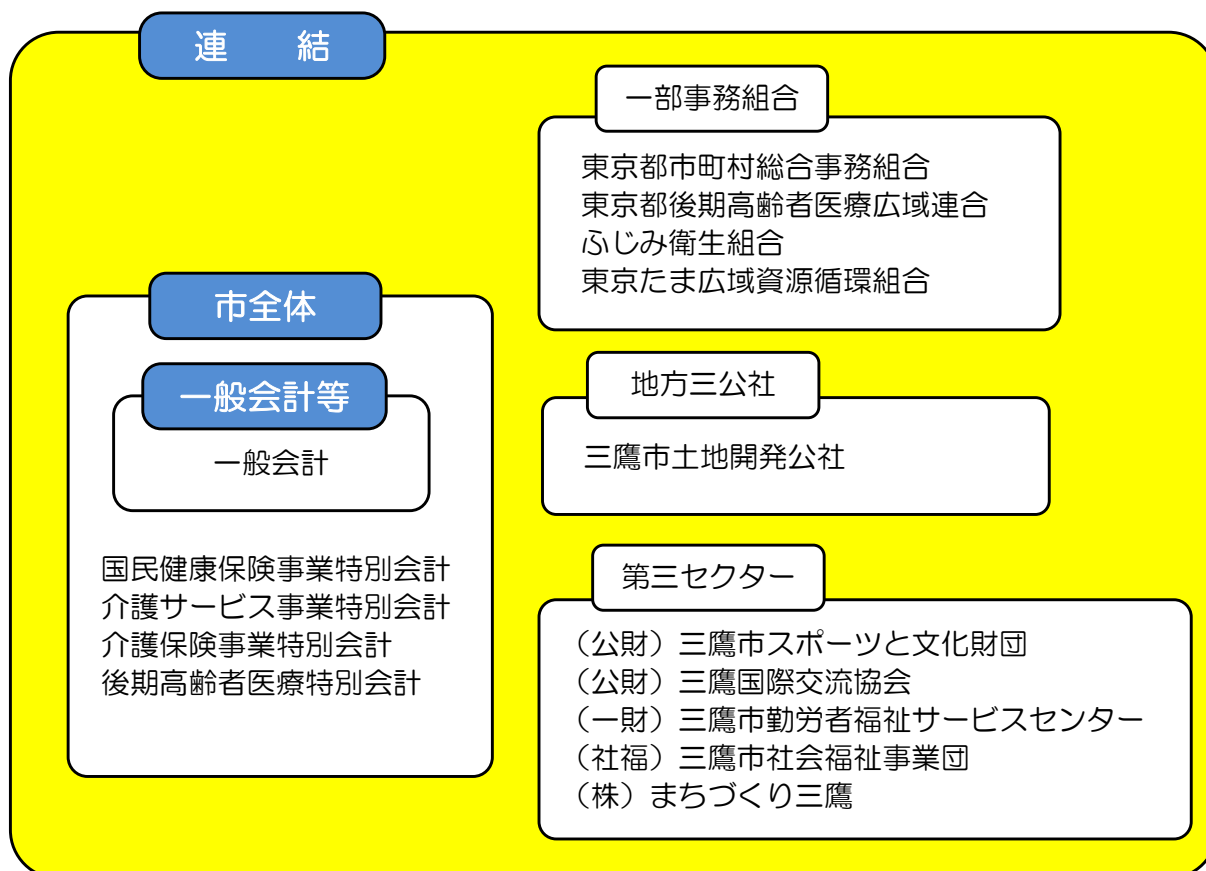 連　結
市全体
一般会計等
一般会計
国民健康保険事業特別会計
介護サービス事業特別会計
介護保険事業特別会計
後期高齢者医療特別会計
一部事務組合
東京都市町村総合事務組合
東京都後期高齢者医療広域連合
ふじみ衛生組合
東京たま広域資源循環組合
地方三公社
三鷹市土地開発公社
第三セクター
（公財）三鷹市スポーツと文化財団
（公財）三鷹国際交流協会
（一財）三鷹市勤労者福祉サービスセンター
（社福）三鷹市社会福祉事業団
（株）まちづくり三鷹